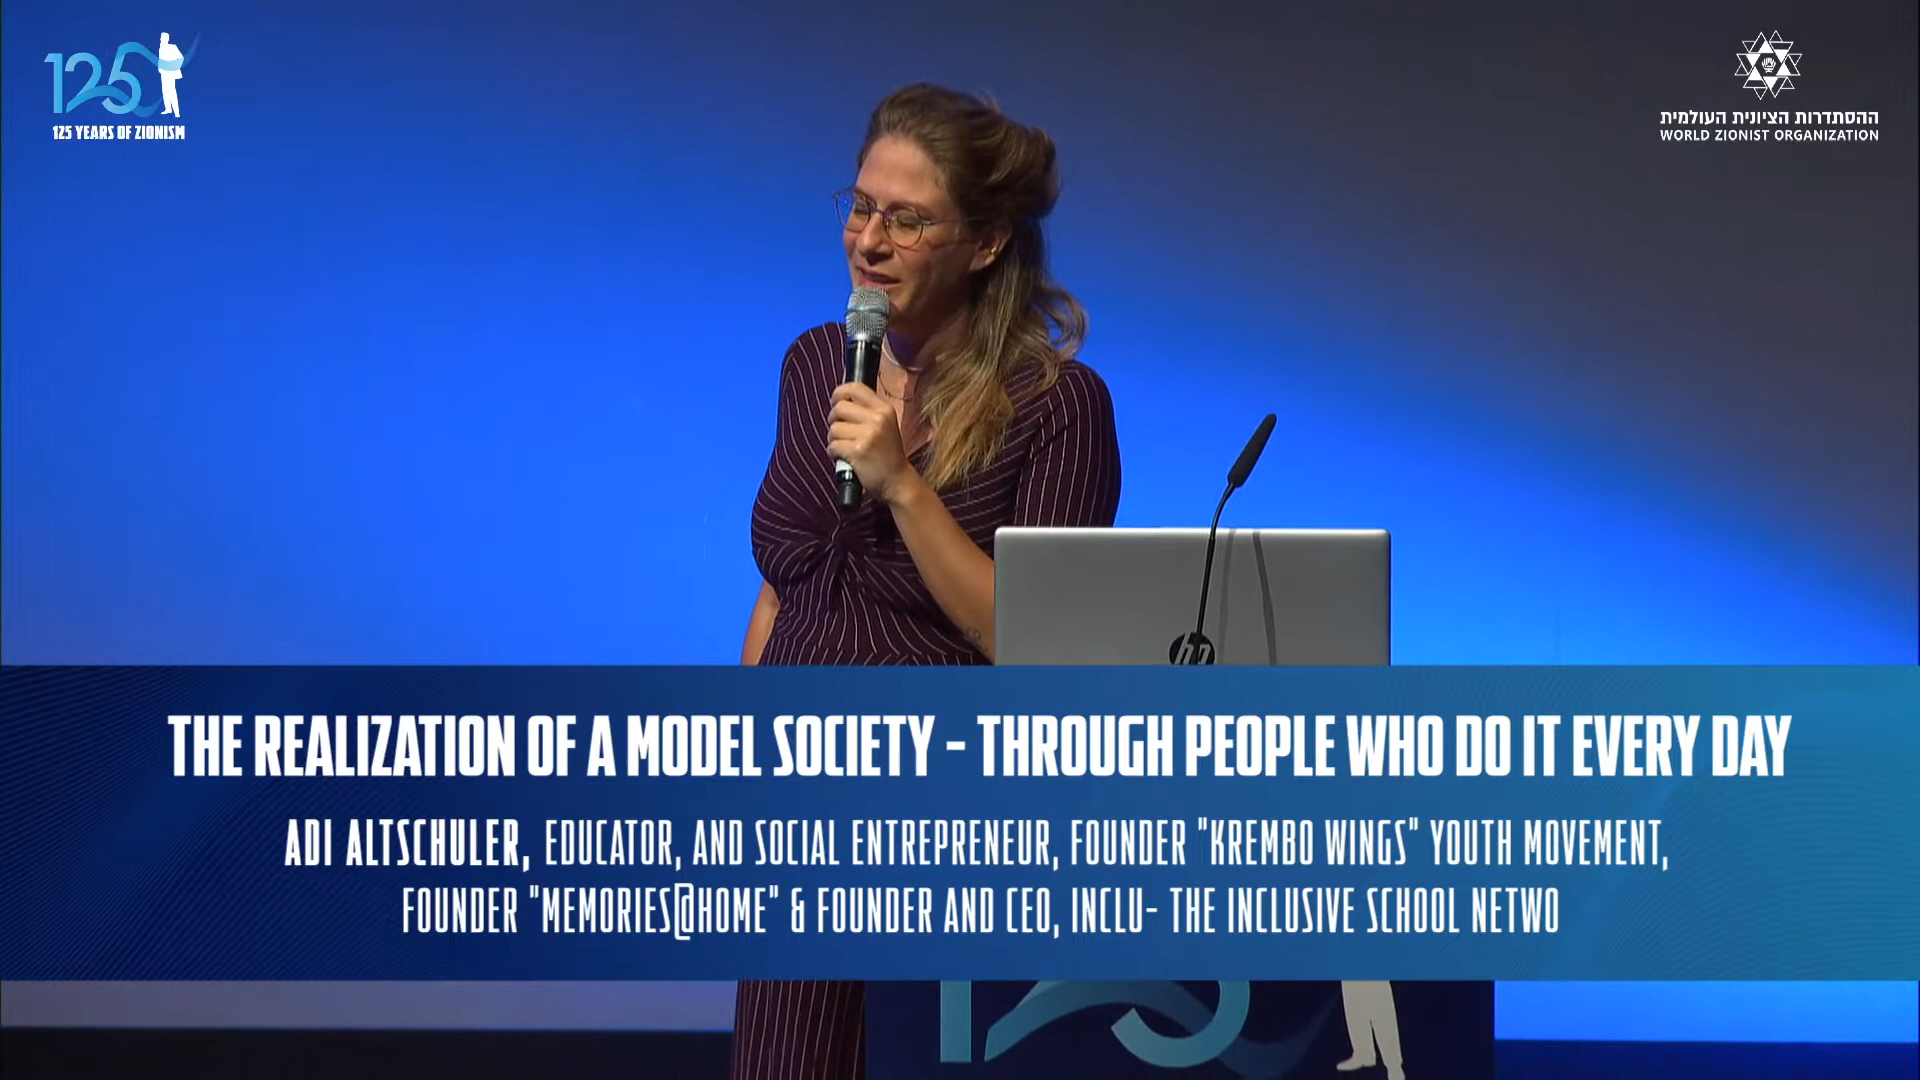 125
125 YEARS OF ZIONISM
ההסתדרות הציונית העולמית
WORLD ZIONIST ORGANIZATION
hp
THE REALIZATION OF A MODEL SOCIETY - THROUGH PEOPLE WHO DO IT EVERY DAY
ADI ALTSCHULER, EDUCATOR, AND SOCIAL ENTREPRENEUR, FOUNDER "KREMBO WINGS" YOUTH MOVEMENT,
FOUNDER "MEMORIES@HOME" & FOUNDER AND CEO, INCLU- THE INCLUSIVE SCHOOL NETWO
125